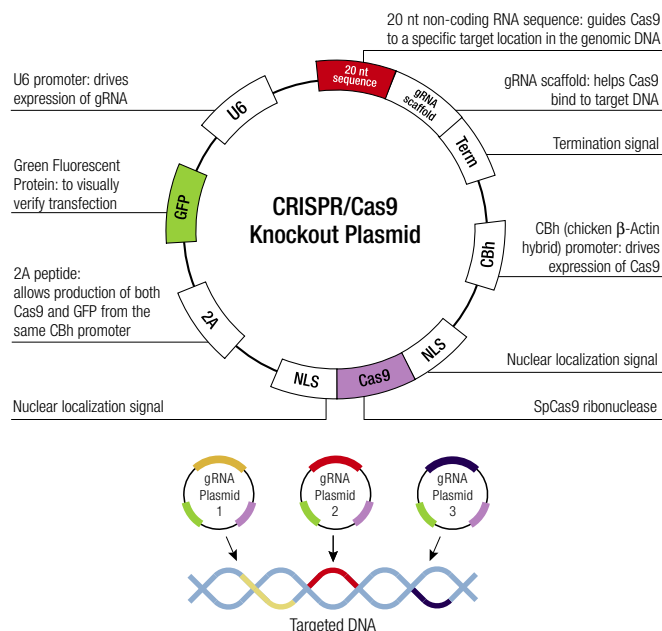 20 nt non-coding RNA sequence: guides Cas9
to a specific target location in the genomic DNA
U6 promoter: drives
expression of gRNA
gRNA scaffold: helps Cas9
bind to target DNA
Termination signal
Green Fluorescent
Protein: to visually
verify transfection
CBh (chicken β-Actin
hybrid) promoter: drives
expression of Cas9
2A peptide:
allows production of both
Cas9 and GFP from the
same CBh promoter
Nuclear localization signal
Nuclear localization signal
SpCas9 ribonuclease
CRISPR/Cas9
Knockout Plasmid
20 nt
sequence
gRNA
scaffold
Term
CBh
NLS
Cas9
NLS
2A
GFP
U6
gRNA
Plasmid
1
gRNA
Plasmid
2
gRNA
Plasmid
3
Targeted DNA